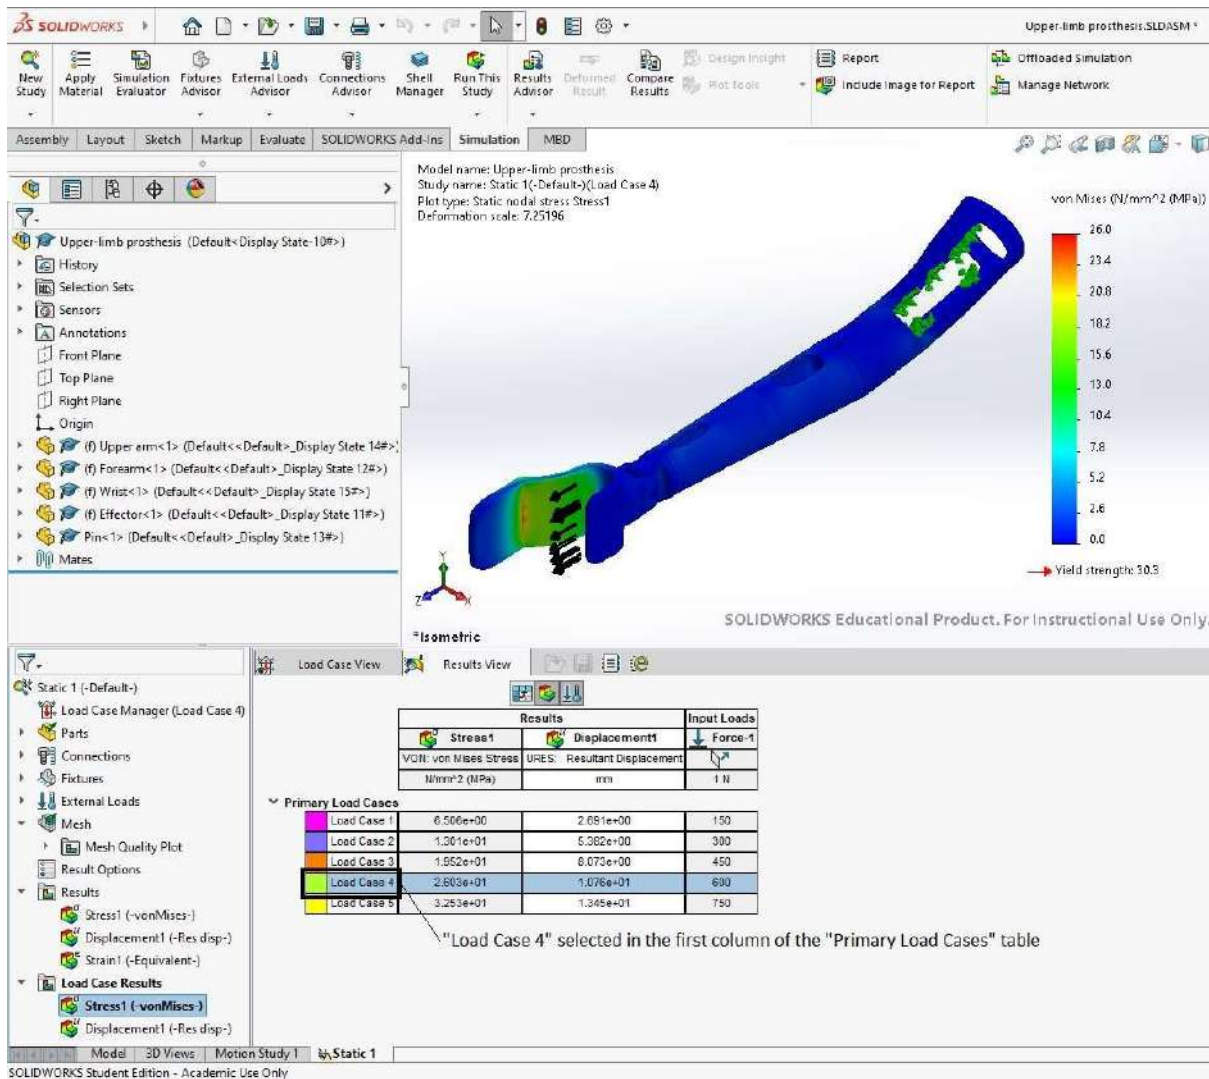 SOLIDWORKS
Upper-limb prosthesis.SLDASM *
New Study
Apply Material
Simulation Evaluator
Fixtures Advisor
External Loads Advisor
Connections Advisor
Shell Manager
Run This Study
Results Advisor
Deformed Result
Compare Results
Design Insight
Plot Tools
Report
Include Image for Report
Offloaded Simulation
Manage Network
Assembly Layout Sketch Markup Evaluate SOLIDWORKS Add-Ins Simulation MBD
Upper-limb prosthesis (Default<Display State-10#>)
History
Selection Sets
Sensors
Annotations
Front Plane
Top Plane
Right Plane
Origin
(f) Upper arm<1> (Default<<Default>_Display State 14#>)
(f) Forearm<1> (Default<<Default>_Display State 12#>)
(f) Wrist<1> (Default<<Default>_Display State 15#>)
(f) Effector<1> (Default<<Default>_Display State 11#>)
Pin<1> (Default<<Default>_Display State 13#>)
Mates
Model name: Upper-limb prosthesis
Study name: Static 1(-Default-)(Load Case 4)
Plot type: Static nodal stress Stress1
Deformation scale: 7.25196
von Mises (N/mm^2 (MPa))
26.0
23.4
20.8
18.2
15.6
13.0
10.4
7.8
5.2
2.6
0.0
Yield strength: 30.3
Y
Z
X
SOLIDWORKS Educational Product. For Instructional Use Only.
*Isometric
Static 1 (-Default-)
Load Case Manager (Load Case 4)
Parts
Connections
Fixtures
External Loads
Mesh
Mesh Quality Plot
Result Options
Results
Stress1 (-vonMises-)
Displacement1 (-Res disp-)
Strain1 (-Equivalent-)
Load Case Results
Stress1 (-vonMises-)
Displacement1 (-Res disp-)
Load Case View Results View
Results Input Loads
Stress1 Displacement1 Force-1
VON: von Mises Stress URES: Resultant Displacement
N/mm^2 (MPa) mm 1 N
Primary Load Cases
Load Case 1 6.506e+00 2.691e+00 150
Load Case 2 1.301e+01 5.382e+00 300
Load Case 3 1.952e+01 8.073e+00 450
Load Case 4 2.603e+01 1.076e+01 600
Load Case 5 3.253e+01 1.345e+01 750
"Load Case 4" selected in the first column of the "Primary Load Cases" table
Model 3D Views Motion Study 1 Static 1
SOLIDWORKS Student Edition - Academic Use Only